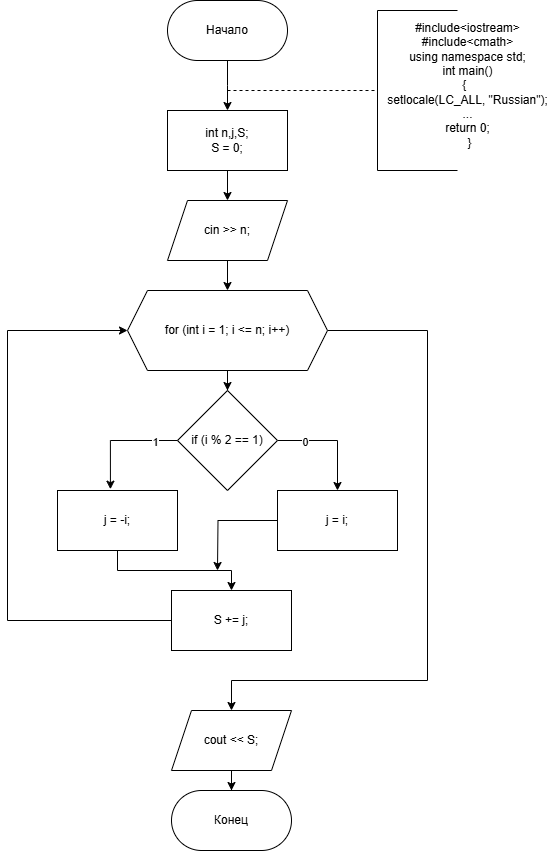 Начало
#include<iostream>
#include<cmath>
using namespace std;
int main()
{
setlocale(LC_ALL, "Russian");
...
return 0;
}
int n,j,S;
S = 0;
cin >> n;
for (int i = 1; i <= n; i++)
if (i % 2 == 1)
1
0
j = -i;
j = i;
S += j;
cout << S;
Конец